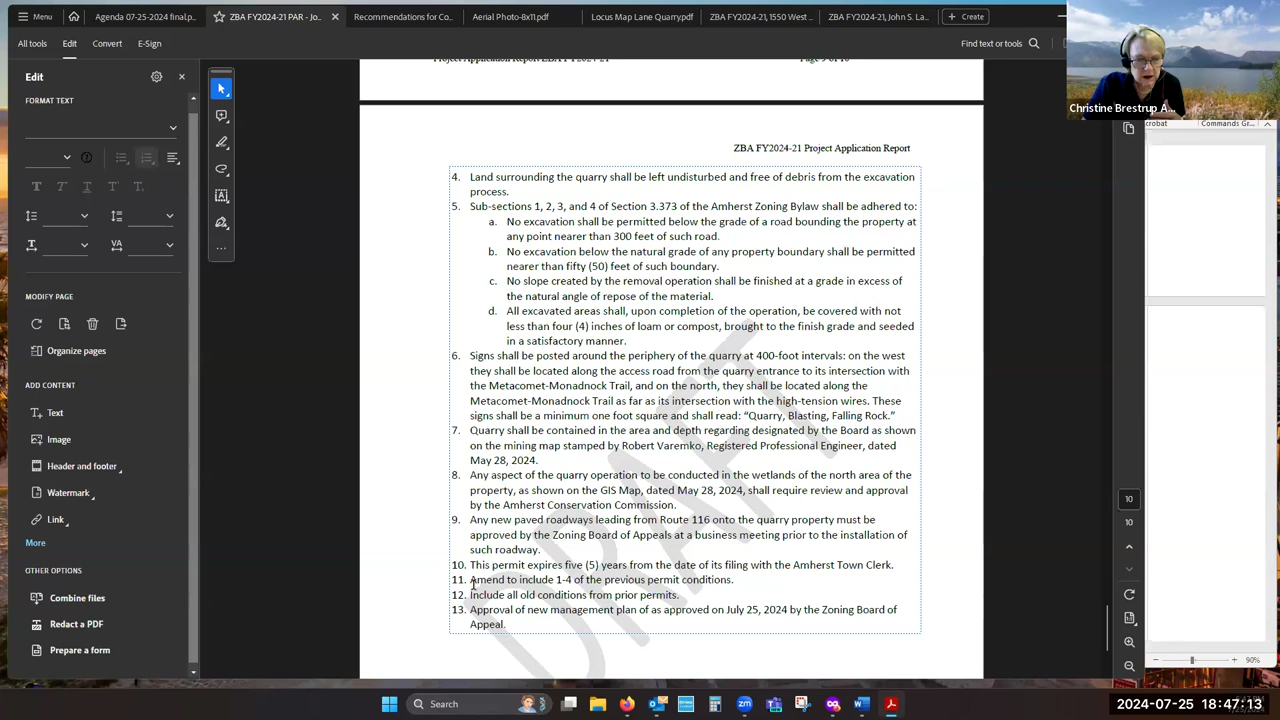 Menu
Agenda 07-25-2024 final.p...
ZBA FY2024-21 PAR - Jo...
Recommendations for Co...
Aerial Photo-8x11.pdf
Locus Map Lane Quarry.pdf
ZBA FY2024-21, 1550 West ...
ZBA FY2024-21, John S. La...
Create
All tools
Edit
Convert
E-Sign
Find text or tools
Christine Brestrup A...
crobat
Commands Gr...
Edit
FORMAT TEXT
MODIFY PAGE
Organize pages
ADD CONTENT
Text
Image
Header and footer
Watermark
Link
More
OTHER OPTIONS
Combine files
Redact a PDF
Prepare a form
Project Application Report ZBA FY2024-21
Page 9 of 10
ZBA FY2024-21 Project Application Report
4. Land surrounding the quarry shall be left undisturbed and free of debris from the excavation
process.
5. Sub-sections 1, 2, 3, and 4 of Section 3.373 of the Amherst Zoning Bylaw shall be adhered to:
a. No excavation shall be permitted below the grade of a road bounding the property at
any point nearer than 300 feet of such road.
b. No excavation below the natural grade of any property boundary shall be permitted
nearer than fifty (50) feet of such boundary.
c. No slope created by the removal operation shall be finished at a grade in excess of
the natural angle of repose of the material.
d. All excavated areas shall, upon completion of the operation, be covered with not
less than four (4) inches of loam or compost, brought to the finish grade and seeded
in a satisfactory manner.
6. Signs shall be posted around the periphery of the quarry at 400-foot intervals: on the west
they shall be located along the access road from the quarry entrance to its intersection with
the Metacomet-Monadnock Trail, and on the north, they shall be located along the
Metacomet-Monadnock Trail as far as its intersection with the high-tension wires. These
signs shall be a minimum one foot square and shall read: “Quarry, Blasting, Falling Rock.”
7. Quarry shall be contained in the area and depth regarding designated by the Board as shown
on the mining map stamped by Robert Varemko, Registered Professional Engineer, dated
May 28, 2024.
8. Any aspect of the quarry operation to be conducted in the wetlands of the north area of the
property, as shown on the GIS Map, dated May 28, 2024, shall require review and approval
by the Amherst Conservation Commission.
9. Any new paved roadways leading from Route 116 onto the quarry property must be
approved by the Zoning Board of Appeals at a business meeting prior to the installation of
such roadway.
10. This permit expires five (5) years from the date of its filing with the Amherst Town Clerk.
11. Amend to include 1-4 of the previous permit conditions.
12. Include all old conditions from prior permits.
13. Approval of new management plan of as approved on July 25, 2024 by the Zoning Board of
Appeal.
DRAFT
10
10
90%
Search
2024-07-25 18:47:13